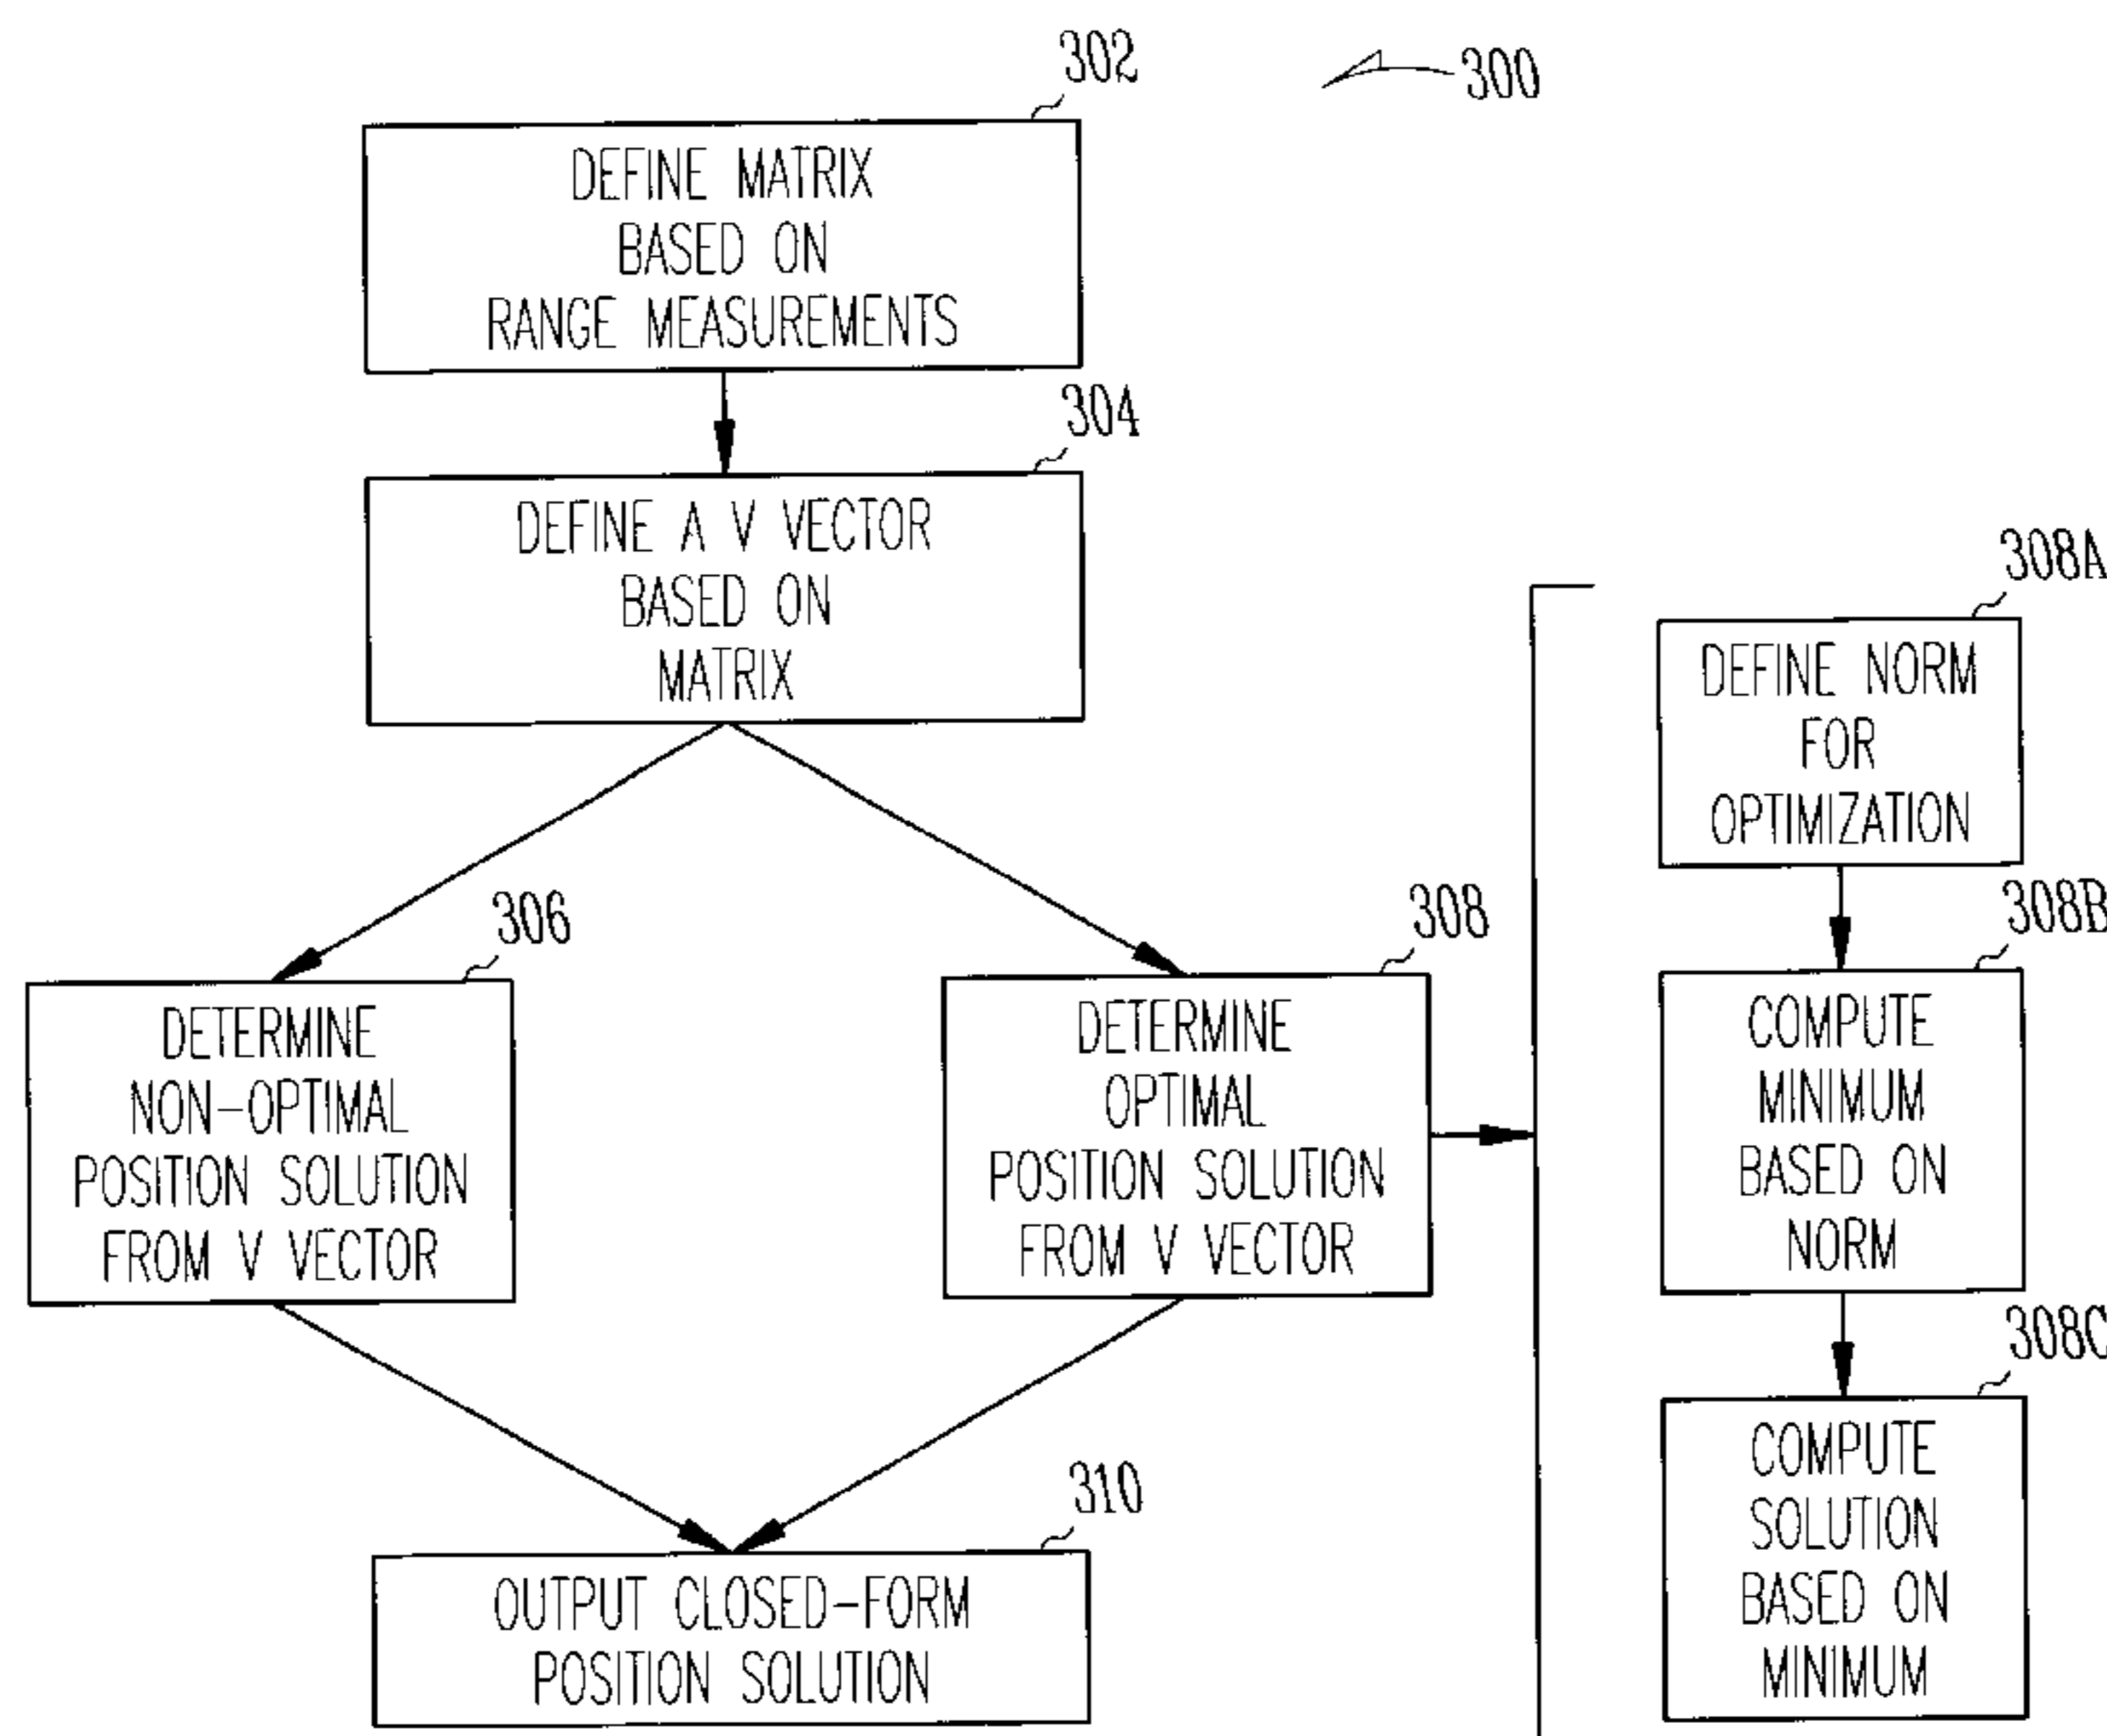 302
300
DEFINE MATRIX
BASED ON
RANGE MEASUREMENTS
304
DEFINE A V VECTOR
BASED ON
MATRIX
306
DETERMINE
NON-OPTIMAL
POSITION SOLUTION
FROM V VECTOR
308
DETERMINE
OPTIMAL
POSITION SOLUTION
FROM V VECTOR
310
OUTPUT CLOSED-FORM
POSITION SOLUTION
308A
DEFINE NORM
FOR
OPTIMIZATION
308B
COMPUTE
MINIMUM
BASED ON
NORM
308C
COMPUTE
SOLUTION
BASED ON
MINIMUM